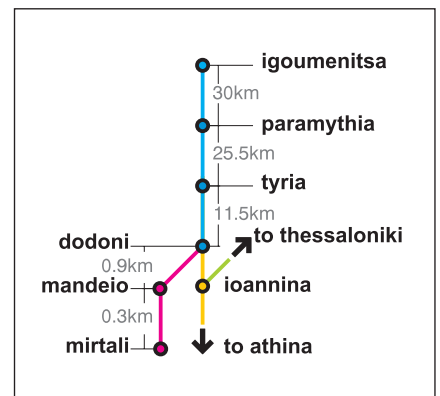 igoumenitsa
30km
paramythia
25.5km
tyria
11.5km
to thessaloniki
dodoni
0.9km
mandeio
ioannina
0.3km
mirtali
to athina